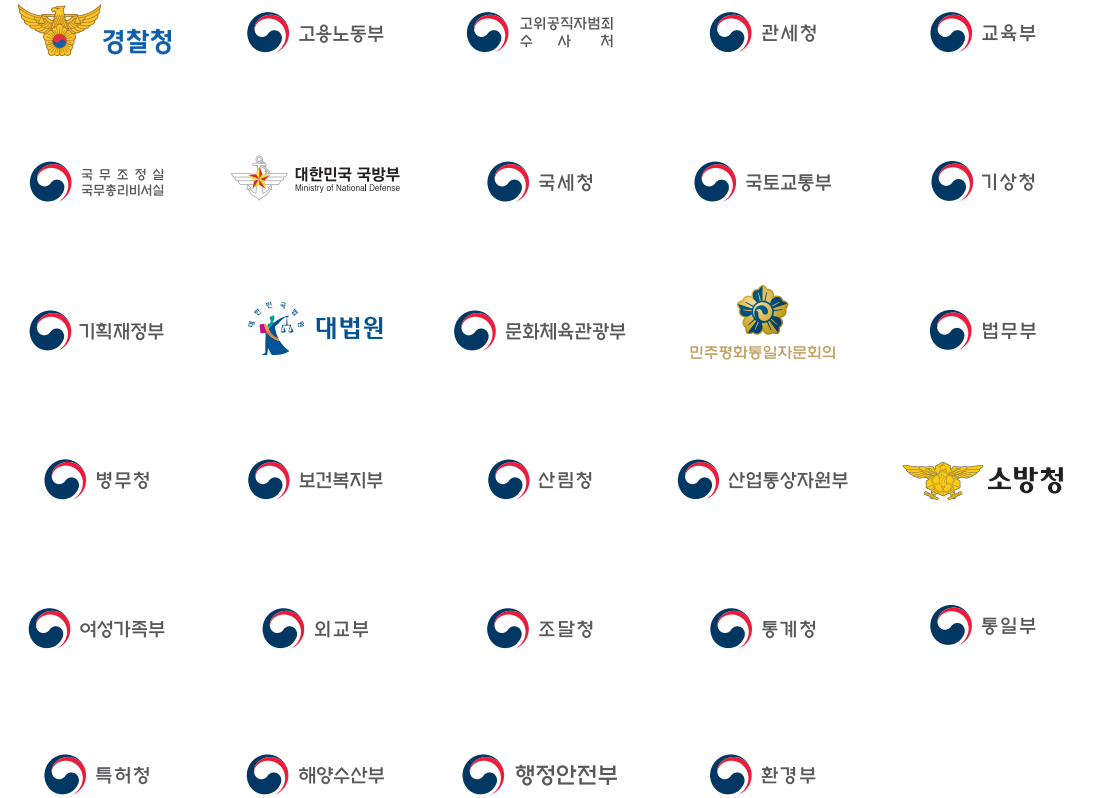 경찰청
고용노동부
고위공직자범죄
수 사 처
관세청
교육부
국 무 조 정 실
국무총리비서실
대한민국 국방부
Ministry of National Defense
국세청
국토교통부
기상청
기획재정부
대한민국법원
대법원
문화체육관광부
민주평화통일자문회의
법무부
병무청
보건복지부
산림청
산업통상자원부
소방청
여성가족부
외교부
조달청
통계청
통일부
특허청
해양수산부
행정안전부
환경부